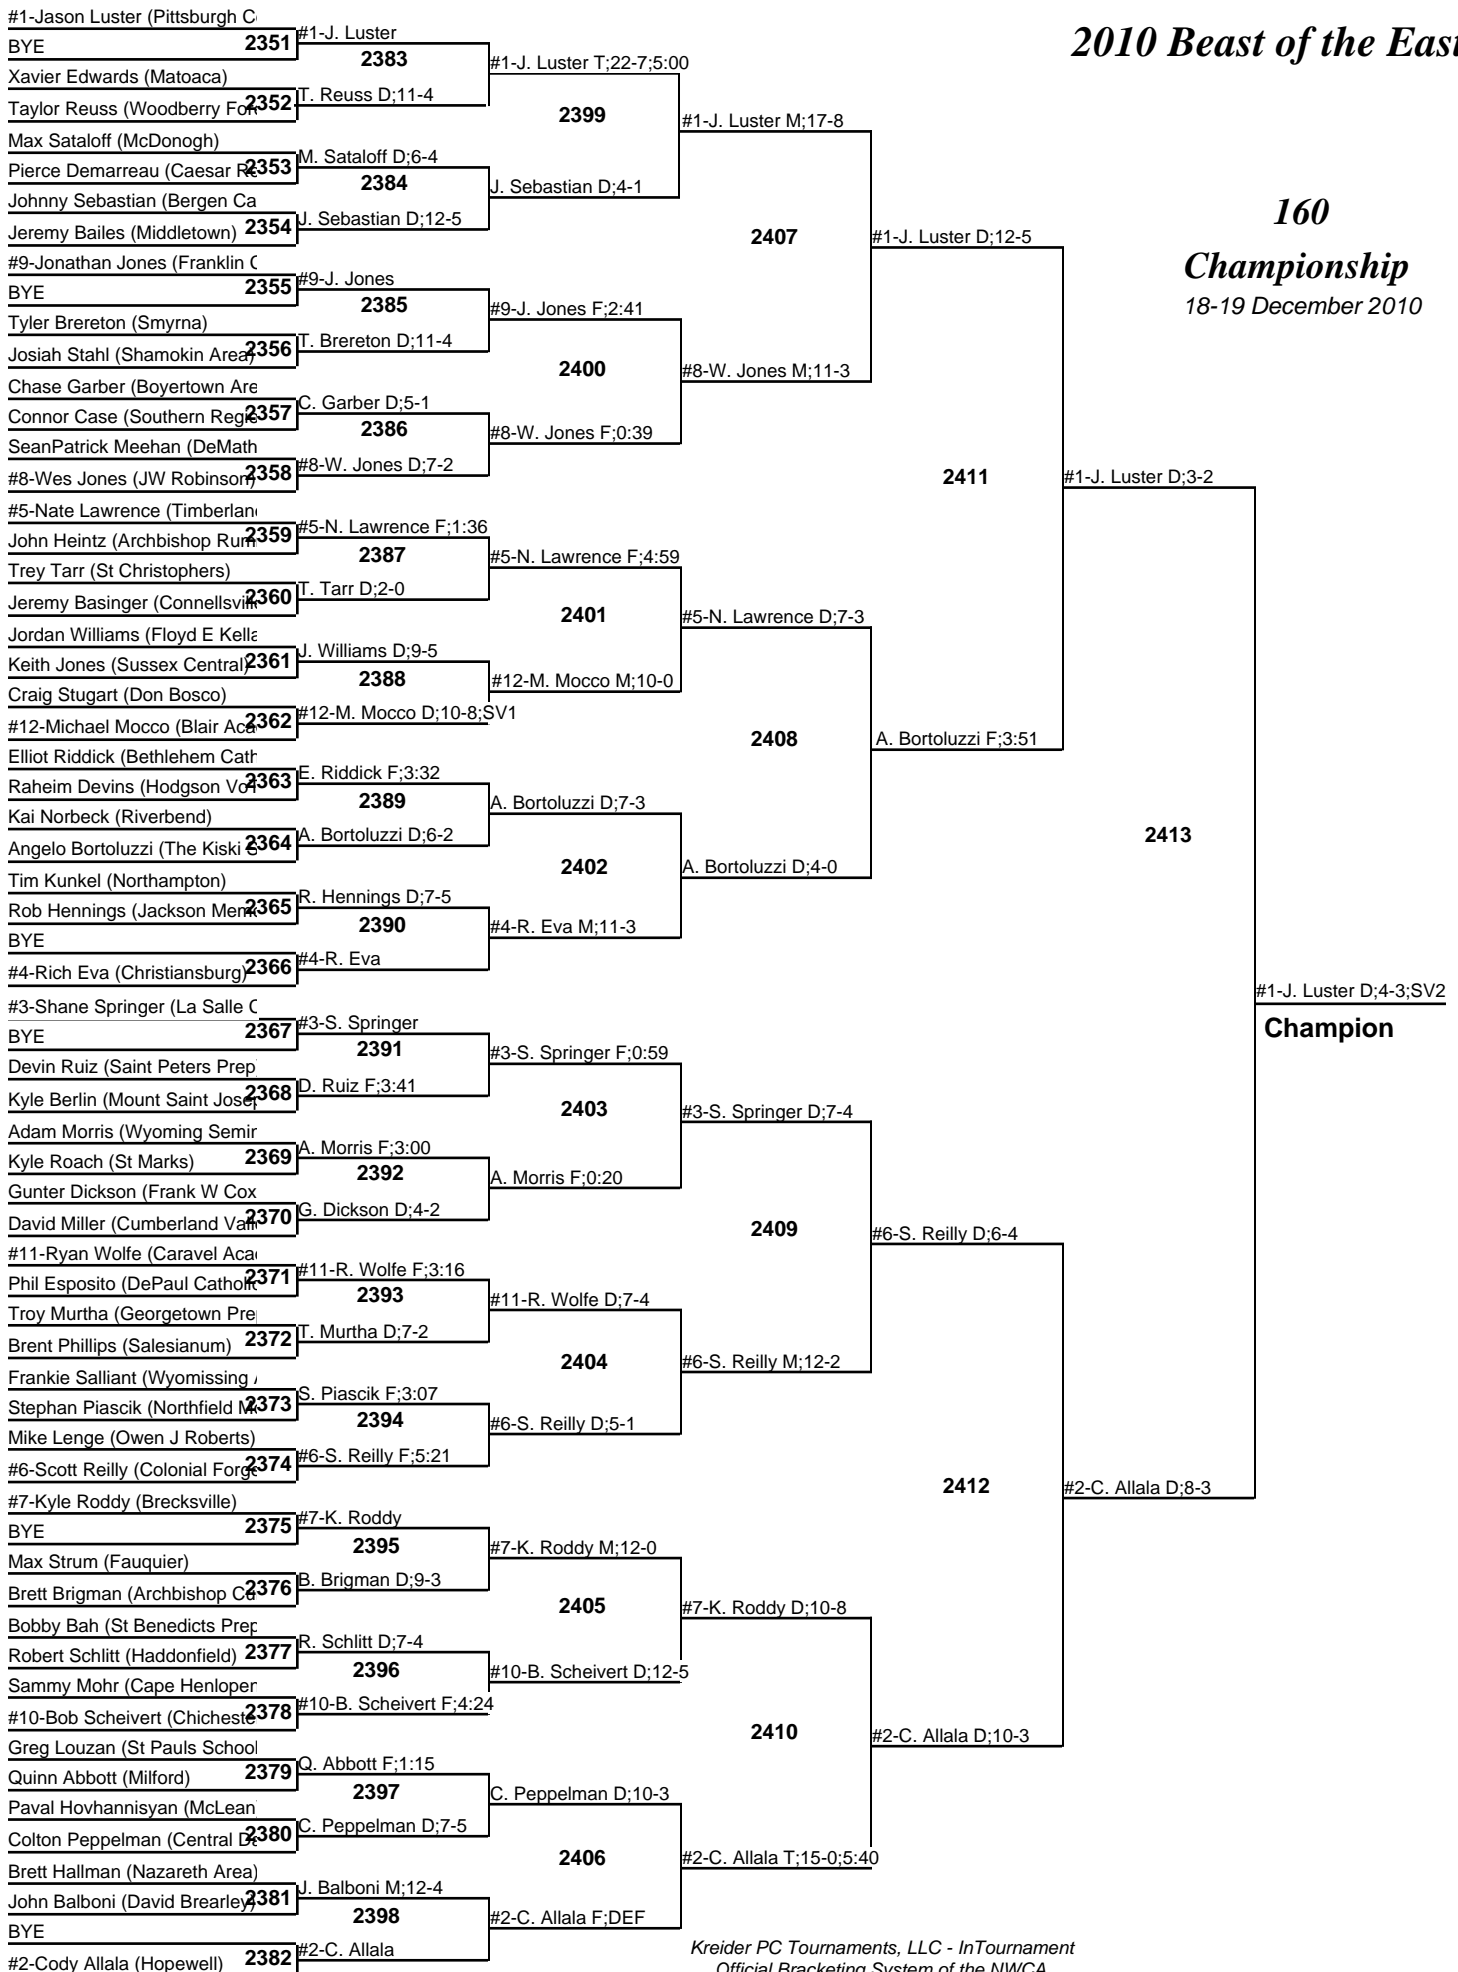 2010 Beast of the East
160
Championship
18-19 December 2010
#1-Jason Luster (Pittsburgh
BYE
2351
Xavier Edwards (Matoaca)
Taylor Reuss (Woodberry
2352
Max Sataloff (McDonogh)
Pierce Demarreau (Caesar
2353
Johnny Sebastian (Bergen
Jeremy Bailes (Middletown)
2354
#9-Jonathan Jones (Franklin
BYE
2355
Tyler Brereton (Smyrna)
Josiah Stahl (Shamokin Area)
2356
Chase Garber (Boyertown
Connor Case (Southern
2357
SeanPatrick Meehan (DeMath
#8-Wes Jones (JW Robinson)
2358
#5-Nate Lawrence (Timberlan
John Heintz (Archbishop
2359
Trey Tarr (St Christophers)
Jeremy Basinger (Connellsvill
2360
Jordan Williams (Floyd E
Keith Jones (Sussex Central)
2361
Craig Stugart (Don Bosco)
#12-Michael Mocco (Blair
2362
Elliot Riddick (Bethlehem Cath
Raheim Devins (Hodgson
2363
Kai Norbeck (Riverbend)
Angelo Bortoluzzi (The Kiski
2364
Tim Kunkel (Northampton)
Rob Hennings (Jackson
2365
BYE
#4-Rich Eva (Christiansburg)
2366
#3-Shane Springer (La Salle
BYE
2367
Devin Ruiz (Saint Peters Prep
2368
Kyle Berlin (Mount Saint
Adam Morris (Wyoming Semir
Kyle Roach (St Marks)
2369
Gunter Dickson (Frank W Cox
David Miller (Cumberland
2370
#11-Ryan Wolfe (Caravel
Phil Esposito (DePaul
2371
Troy Murtha (Georgetown
Brent Phillips (Salesianum)
2372
Frankie Salliant (Wyomissing
Stephan Piascik (Northfield
2373
Mike Lenge (Owen J Roberts)
#6-Scott Reilly (Colonial
2374
#7-Kyle Roddy (Brecksville)
BYE
2375
Max Strum (Fauquier)
Brett Brigman (Archbishop
2376
Bobby Bah (St Benedicts Prep
Robert Schlitt (Haddonfield)
2377
Sammy Mohr (Cape Henlopen
#10-Bob Scheivert (Chicheste
2378
Greg Louzan (St Pauls School
Quinn Abbott (Milford)
2379
Paval Hovhannisyan (McLean
Colton Peppelman (Central
2380
Brett Hallman (Nazareth Area)
John Balboni (David Brearley)
2381
BYE
#2-Cody Allala (Hopewell)
2382
#1-J. Luster
2383
T. Reuss D;11-4
M. Sataloff D;6-4
2384
J. Sebastian D;12-5
#9-J. Jones
2385
T. Brereton D;11-4
C. Garber D;5-1
2386
#8-W. Jones D;7-2
#5-N. Lawrence F;1:36
2387
T. Tarr D;2-0
J. Williams D;9-5
2388
#12-M. Mocco D;10-8;SV1
E. Riddick F;3:32
2389
A. Bortoluzzi D;6-2
R. Hennings D;7-5
2390
#4-R. Eva
#3-S. Springer
2391
D. Ruiz F;3:41
A. Morris F;3:00
2392
G. Dickson D;4-2
#11-R. Wolfe F;3:16
2393
T. Murtha D;7-2
S. Piascik F;3:07
2394
#6-S. Reilly F;5:21
#7-K. Roddy
2395
B. Brigman D;9-3
R. Schlitt D;7-4
2396
#10-B. Scheivert F;4:24
Q. Abbott F;1:15
2397
C. Peppelman D;7-5
J. Balboni M;12-4
2398
#2-C. Allala
#1-J. Luster T;22-7;5:00
2399
J. Sebastian D;4-1
#9-J. Jones F;2:41
2400
#8-W. Jones F;0:39
#5-N. Lawrence F;4:59
2401
#12-M. Mocco M;10-0
A. Bortoluzzi D;7-3
2402
#4-R. Eva M;11-3
#3-S. Springer F;0:59
2403
A. Morris F;0:20
#11-R. Wolfe D;7-4
2404
#6-S. Reilly D;5-1
#7-K. Roddy M;12-0
2405
#10-B. Scheivert D;12-5
C. Peppelman D;10-3
2406
#2-C. Allala F;DEF
#1-J. Luster M;17-8
2407
#8-W. Jones M;11-3
#5-N. Lawrence D;7-3
2408
A. Bortoluzzi D;4-0
#3-S. Springer D;7-4
2409
#6-S. Reilly M;12-2
#7-K. Roddy D;10-8
2410
#2-C. Allala T;15-0;5:40
#1-J. Luster D;12-5
2411
A. Bortoluzzi F;3:51
#6-S. Reilly D;6-4
2412
#2-C. Allala D;10-3
#1-J. Luster D;3-2
2413
#2-C. Allala D;8-3
#1-J. Luster D;4-3;SV2
Champion
Kreider PC Tournaments, LLC - InTournament
Official Bracketing System of the NWCA